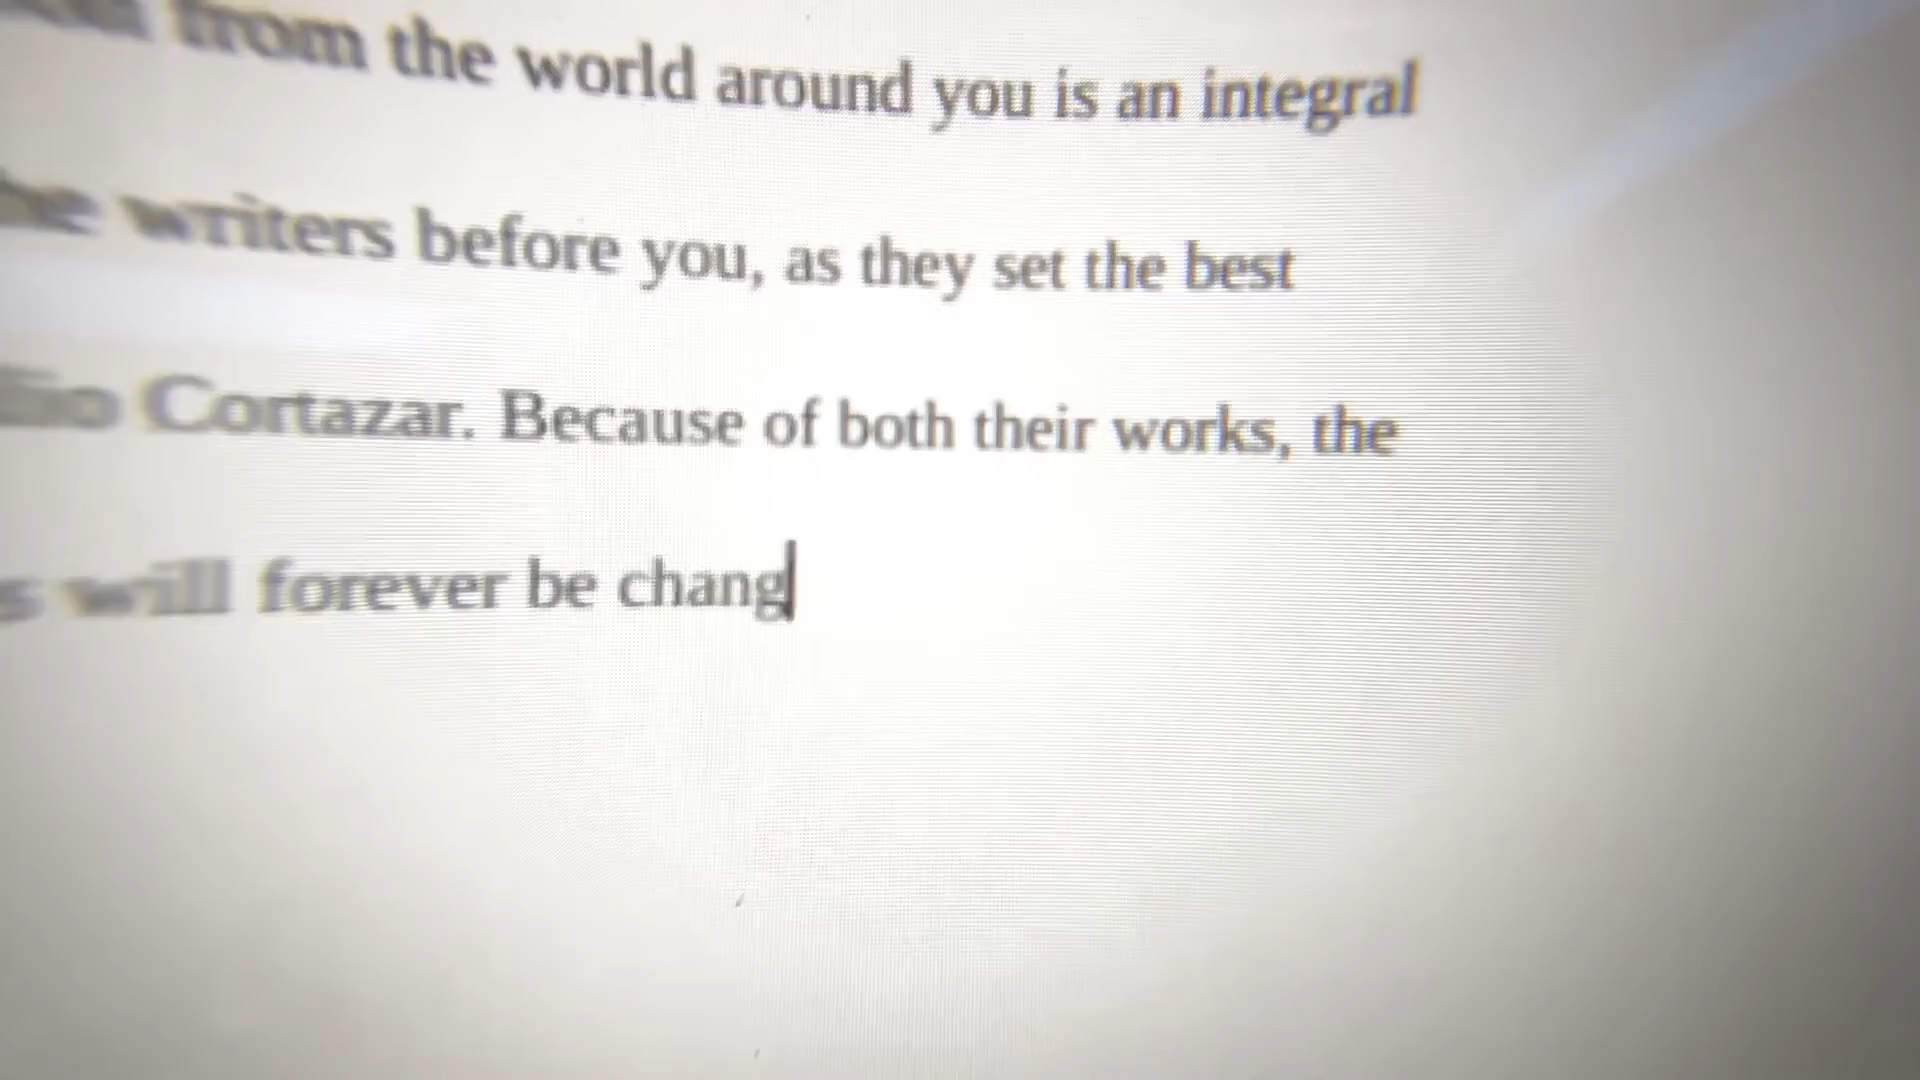 from the world around you is an integral
writers before you, as they set the best
Cortazar. Because of both their works, the
will forever be chang